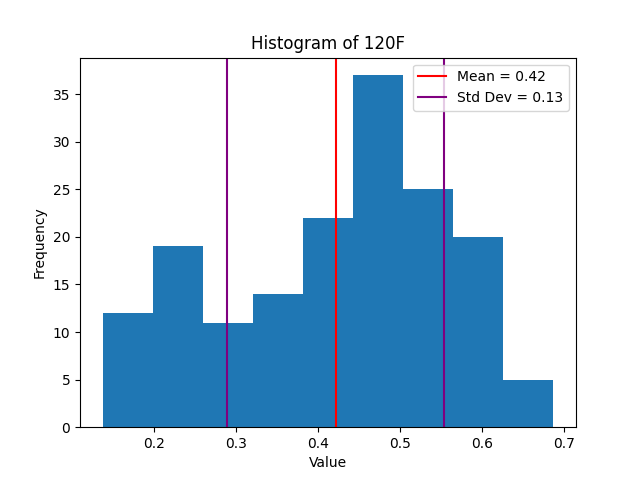 Histogram of 120F
Mean = 0.42
Std Dev = 0.13
35
30
25
20
15
10
5
0
Frequency
0.2 0.3 0.4 0.5 0.6 0.7
Value